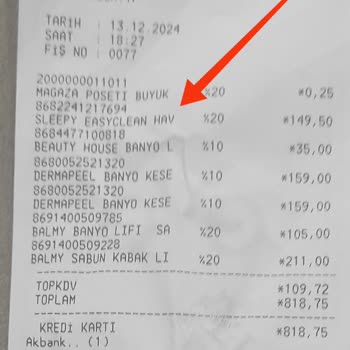 TARİH : 13.12.2024
SAAT : 18:27
FİŞ NO : 0077
2000000011011
MAGAZA POSETI BUYUK %20 *0,25
8682241217694
SLEEPY EASYCLEAN HAV %20 *149,50
8684477100818
BEAUTY HOUSE BANYO L %10 *35,00
8680052521320
DERMAPEEL BANYO KESE %10 *159,00
8680052521320
DERMAPEEL BANYO KESE %10 *159,00
8691400509785
BALMY BANYO LIFI SA %20 *105,00
8691400509228
BALMY SABUN KABAK LI %20 *211,00
TOPKDV *109,72
TOPLAM *818,75
KREDİ KARTI *818,75
Akbank.. (1)